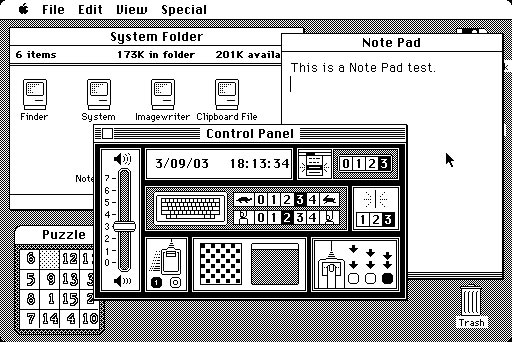 File Edit View Special
System Folder
6 items 173K in folder 201K availa
Finder System Imagewriter Clipboard File
Note
Note Pad
This is a Note Pad test.
k
Control Panel
3/09/03 18:13:34
0 1 2 3
7
6
5
4
3
2
1
0
0 1 2 3 4
0 1 2 3 4
1 2 3
1 0
Puzzle
6 12
5 9 13 3
8 1 15 2
7 14 4 10
Trash